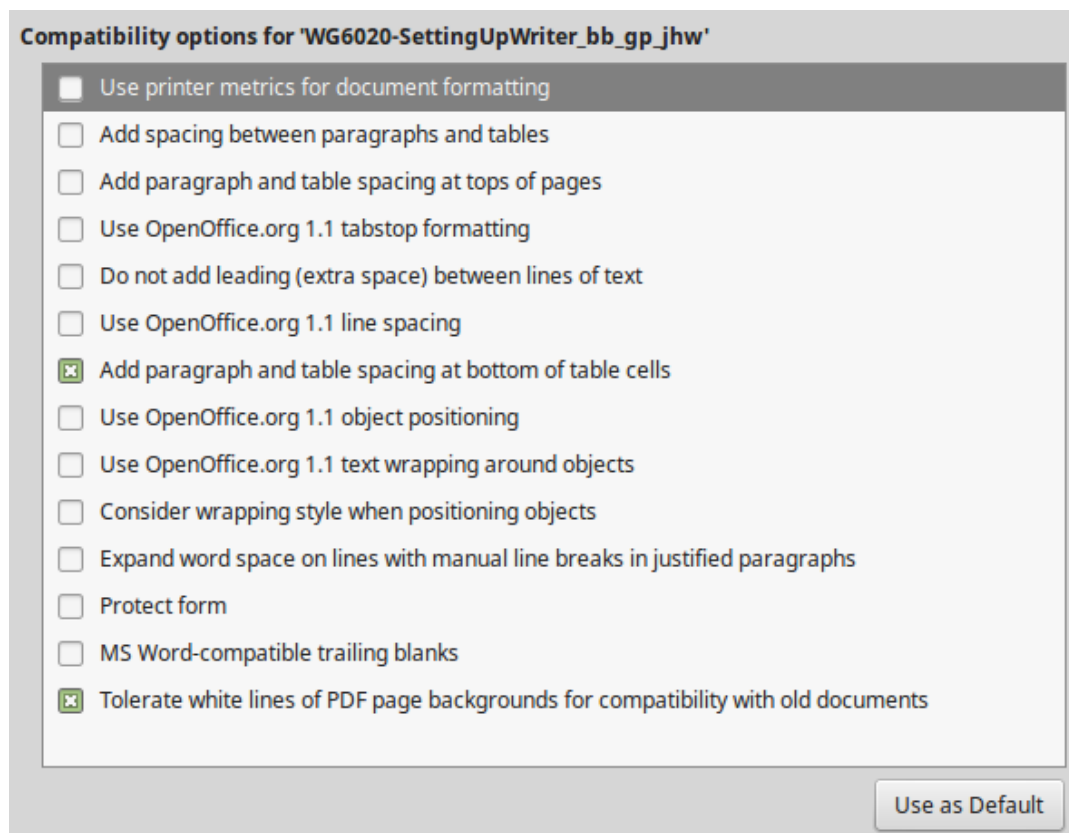 Compatibility options for 'WG6020-SettingUpWriter_bb_gp_jhw'
Use printer metrics for document formatting
Add spacing between paragraphs and tables
Add paragraph and table spacing at tops of pages
Use OpenOffice.org 1.1 tabstop formatting
Do not add leading (extra space) between lines of text
Use OpenOffice.org 1.1 line spacing
Add paragraph and table spacing at bottom of table cells
Use OpenOffice.org 1.1 object positioning
Use OpenOffice.org 1.1 text wrapping around objects
Consider wrapping style when positioning objects
Expand word space on lines with manual line breaks in justified paragraphs
Protect form
MS Word-compatible trailing blanks
Tolerate white lines of PDF page backgrounds for compatibility with old documents
Use as Default